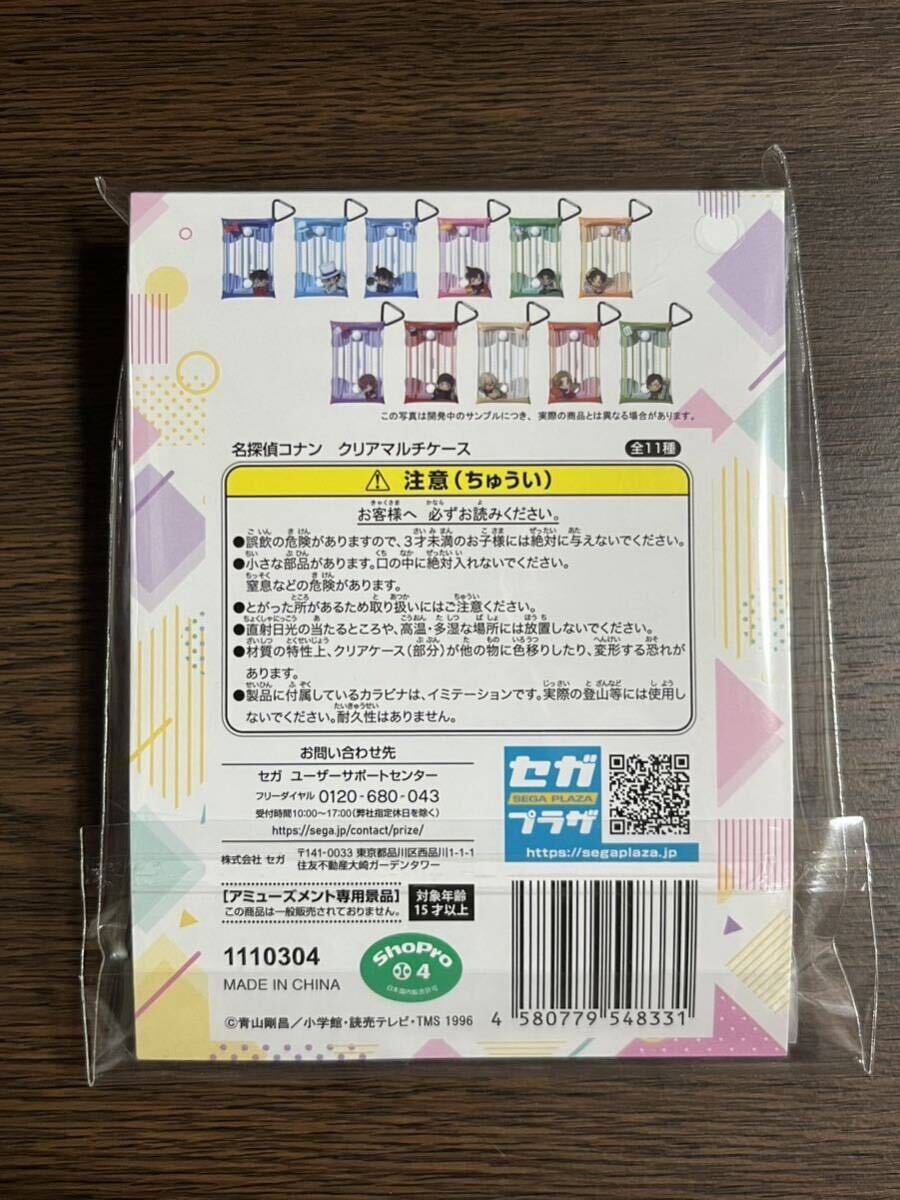 この写真は開発中のサンプルにつき、実際の商品とは異なる場合があります。
名探偵コナン クリアマルチケース 全11種
注意(ちゅうい)
お客様へ 必ずお読みください。
●誤飲の危険がありますので、3才未満のお子様には絶対に与えないでください。
●小さな部品があります。口の中に絶対入れないでください。
窒息などの危険があります。
●とがった所があるため取り扱いにはご注意ください。
●直射日光の当たるところや、高温・多湿な場所には放置しないでください。
●材質の特性上、クリアケース(部分)が他の物に色移りしたり、変形する恐れが
あります。
●製品に付属しているカラビナは、イミテーションです。実際の登山等には使用し
ないでください。耐久性はありません。
お問い合わせ先
セガ ユーザーサポートセンター
フリーダイヤル 0120-680-043
受付時間10:00~17:00(弊社指定休日を除く)
https://sega.jp/contact/prize/
株式会社 セガ 〒141-0033 東京都品川区西品川1-1-1
住友不動産大崎ガーデンタワー
セガ
SEGA PLAZA
プラザ
https://segaplaza.jp
[アミューズメント専用景品]
この商品は一般販売されておりません。
対象年齢
15才以上
1110304
MADE IN CHINA
ShoPro
4
日本国内販売許可
©青山剛昌/小学館・読売テレビ・TMS 1996
4 580779 548331